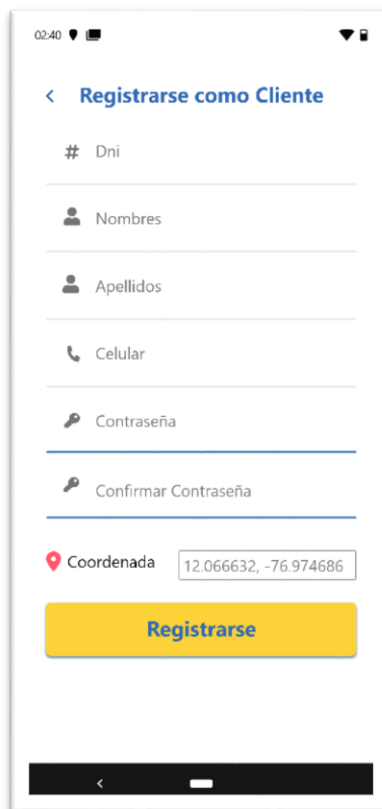 02:40
Registrarse como Cliente
# Dni
Nombres
Apellidos
Celular
Contraseña
Confirmar Contraseña
Coordenada 12.066632, -76.974686
Registrarse